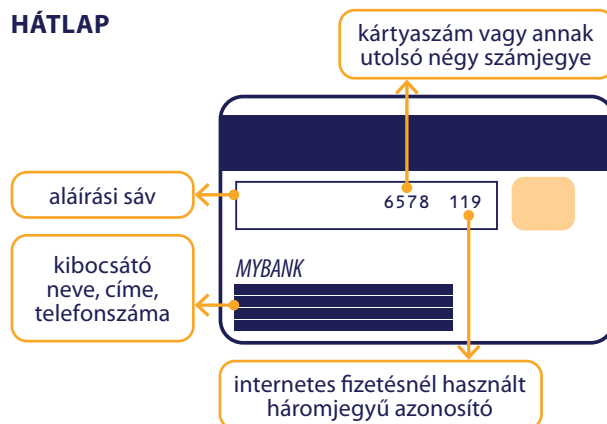 HÁTLAP
kártyaszám vagy annak
utolsó négy számjegye
aláírási sáv
6578 119
kibocsátó
neve, címe,
telefonszáma
MYBANK
internetes fizetésnél használt
háromjegyű azonosító